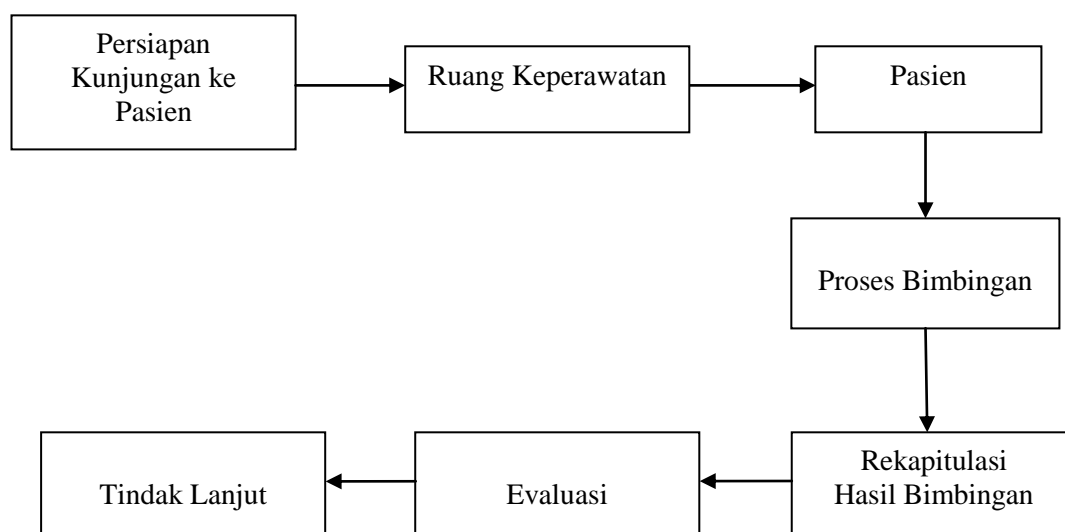 Persiapan
Kunjungan ke
Pasien
Ruang Keperawatan
Pasien
Proses Bimbingan
Rekapitulasi
Hasil Bimbingan
Evaluasi
Tindak Lanjut